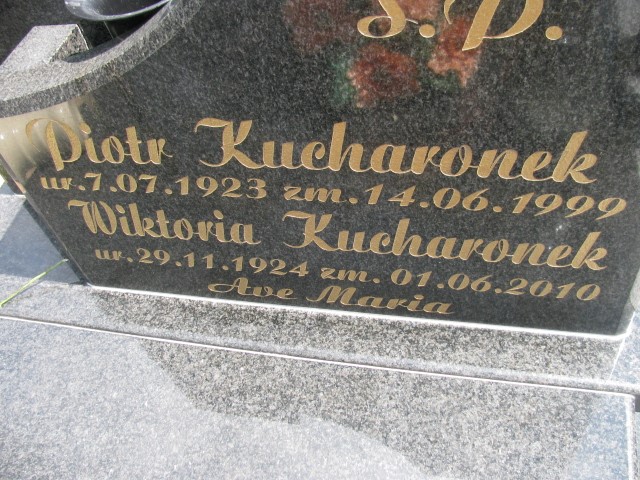 Ś.P.
Piotr Kucharonek
ur.7.07.1923 zm.14.06.1999
Wiktoria Kucharonek
ur.29.11.1924 zm.01.06.2010
Ave Maria